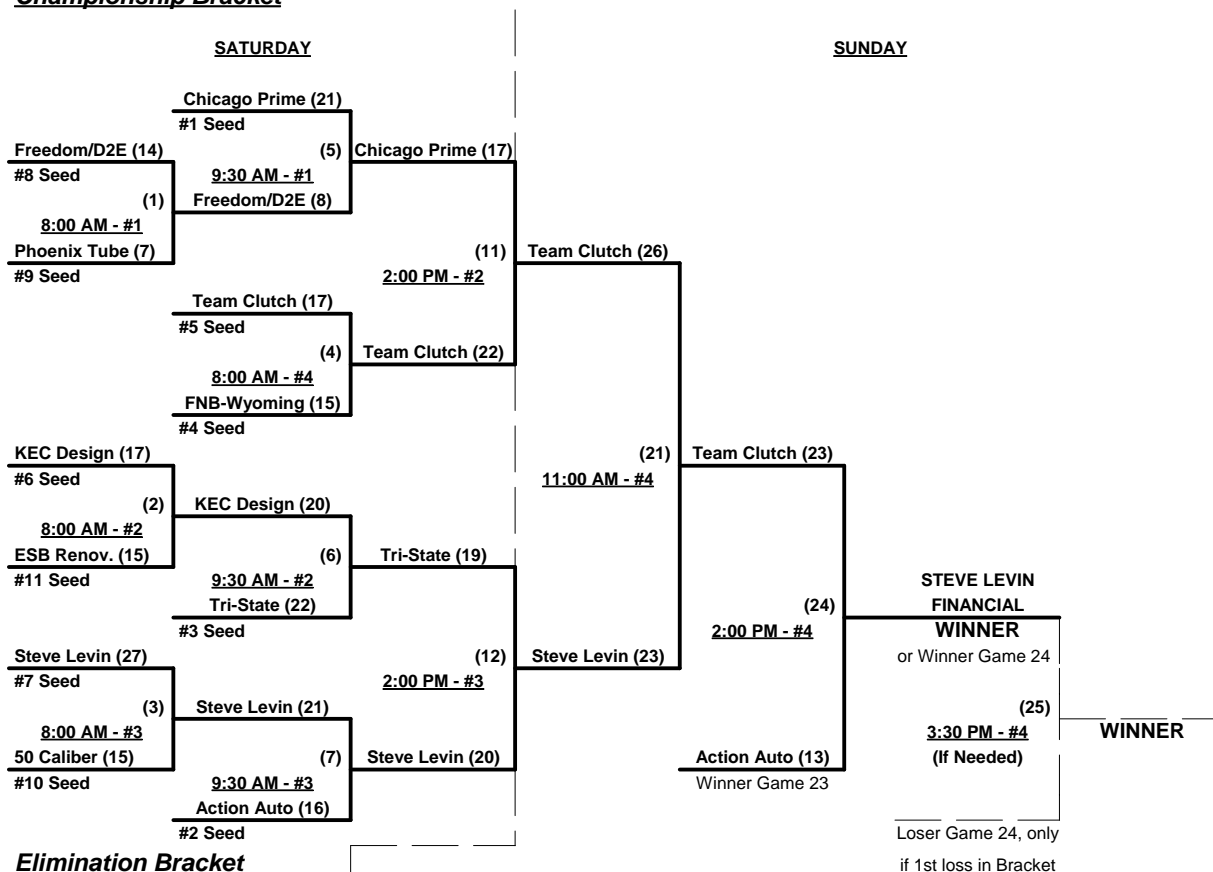 Championship Bracket
SATURDAY
SUNDAY
Chicago Prime (21)
#1 Seed
Freedom/D2E (14)
(5)
Chicago Prime (17)
#8 Seed
9:30 AM - #1
(1)
Freedom/D2E (8)
8:00 AM - #1
Phoenix Tube (7)
(11)
Team Clutch (26)
#9 Seed
2:00 PM - #2
Team Clutch (17)
#5 Seed
(4)
Team Clutch (22)
8:00 AM - #4
FNB-Wyoming (15)
#4 Seed
KEC Design (17)
(21)
Team Clutch (23)
#6 Seed
11:00 AM - #4
(2)
KEC Design (20)
8:00 AM - #2
ESB Renov. (15)
(6)
Tri-State (19)
#11 Seed
9:30 AM - #2
STEVE LEVIN
Tri-State (22)
(24)
FINANCIAL
#3 Seed
2:00 PM - #4
WINNER
Steve Levin (27)
(12)
Steve Levin (23)
or Winner Game 24
#7 Seed
2:00 PM - #3
(3)
Steve Levin (21)
(25)
8:00 AM - #3
3:30 PM - #4
WINNER
50 Caliber (15)
(7)
Steve Levin (20)
Action Auto (13)
(If Needed)
#10 Seed
9:30 AM - #3
Winner Game 23
Action Auto (16)
#2 Seed
Loser Game 24, only
Elimination Bracket
if 1st loss in Bracket